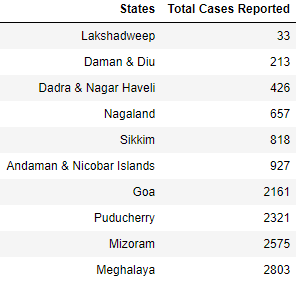 States Total Cases Reported
Lakshadweep 33
Daman & Diu 213
Dadra & Nagar Haveli 426
Nagaland 657
Sikkim 818
Andaman & Nicobar Islands 927
Goa 2161
Puducherry 2321
Mizoram 2575
Meghalaya 2803